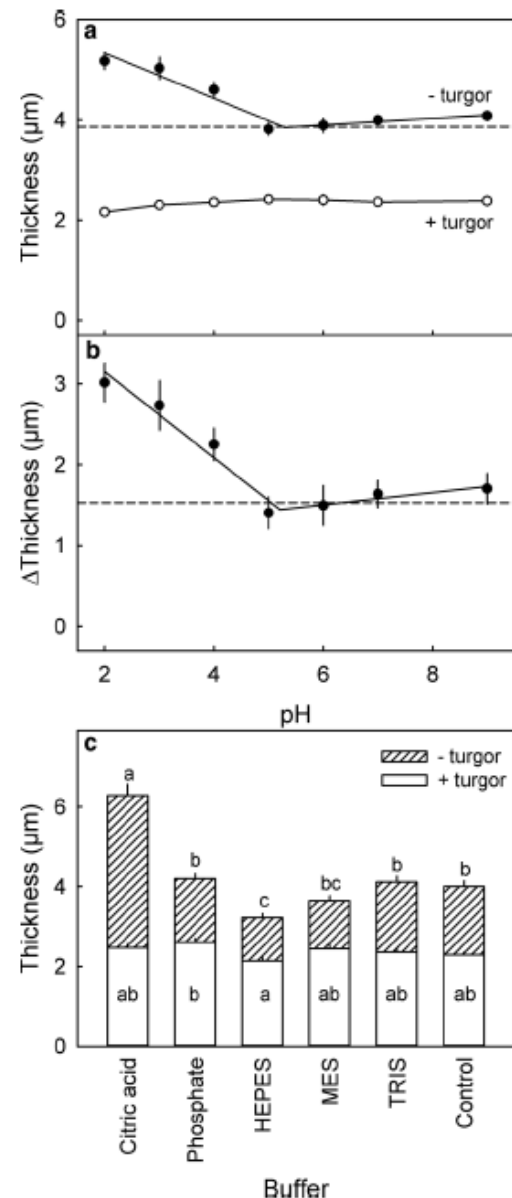 a
6
4
2
0
Thickness (µm)
- turgor
+ turgor
b
3
2
1
0
ΔThickness (µm)
2 4 6 8
pH
c
- turgor
+ turgor
6
4
2
0
Thickness (µm)
a b c bc b b
ab b a ab ab ab
Citric acid
Phosphate
HEPES
MES
TRIS
Control
Buffer